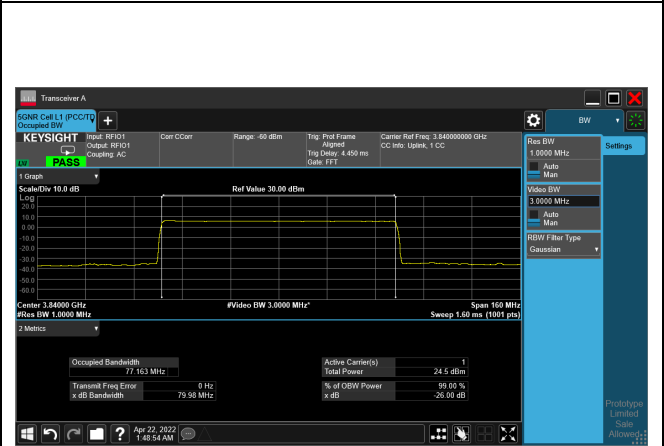 Transceiver A
5GNR Cell L1 (PCC/TD
Occupied BW
KEYSIGHT
LXI
PASS
Input: RFIO1
Output: RFIO1
Coupling: AC
Corr CCorr
Range: -60 dBm
Trig: Prot Frame
Aligned
Trig Delay: 4.450 ms
Gate: FFT
Carrier Ref Freq: 3.840000000 GHz
CC Info: Uplink, 1 CC
1 Graph
Scale/Div 10.0 dB
Ref Value 30.00 dBm
Log
20.0
10.0
0.00
-10.0
-20.0
-30.0
-40.0
-50.0
-60.0
Center 3.84000 GHz
#Video BW 3.0000 MHz*
Span 160 MHz
#Res BW 1.0000 MHz
Sweep 1.60 ms (1001 pts)
2 Metrics
Occupied Bandwidth
77.163 MHz
Transmit Freq Error 0 Hz
x dB Bandwidth 79.98 MHz
Active Carrier(s) 1
Total Power 24.5 dBm
% of OBW Power 99.00 %
x dB -26.00 dB
BW
Res BW
1.0000 MHz
Auto
Man
Video BW
3.0000 MHz
Auto
Man
RBW Filter Type
Gaussian
Settings
Prototype
Limited
Sale
Allowed
?
Apr 22, 2022
1:48:54 AM